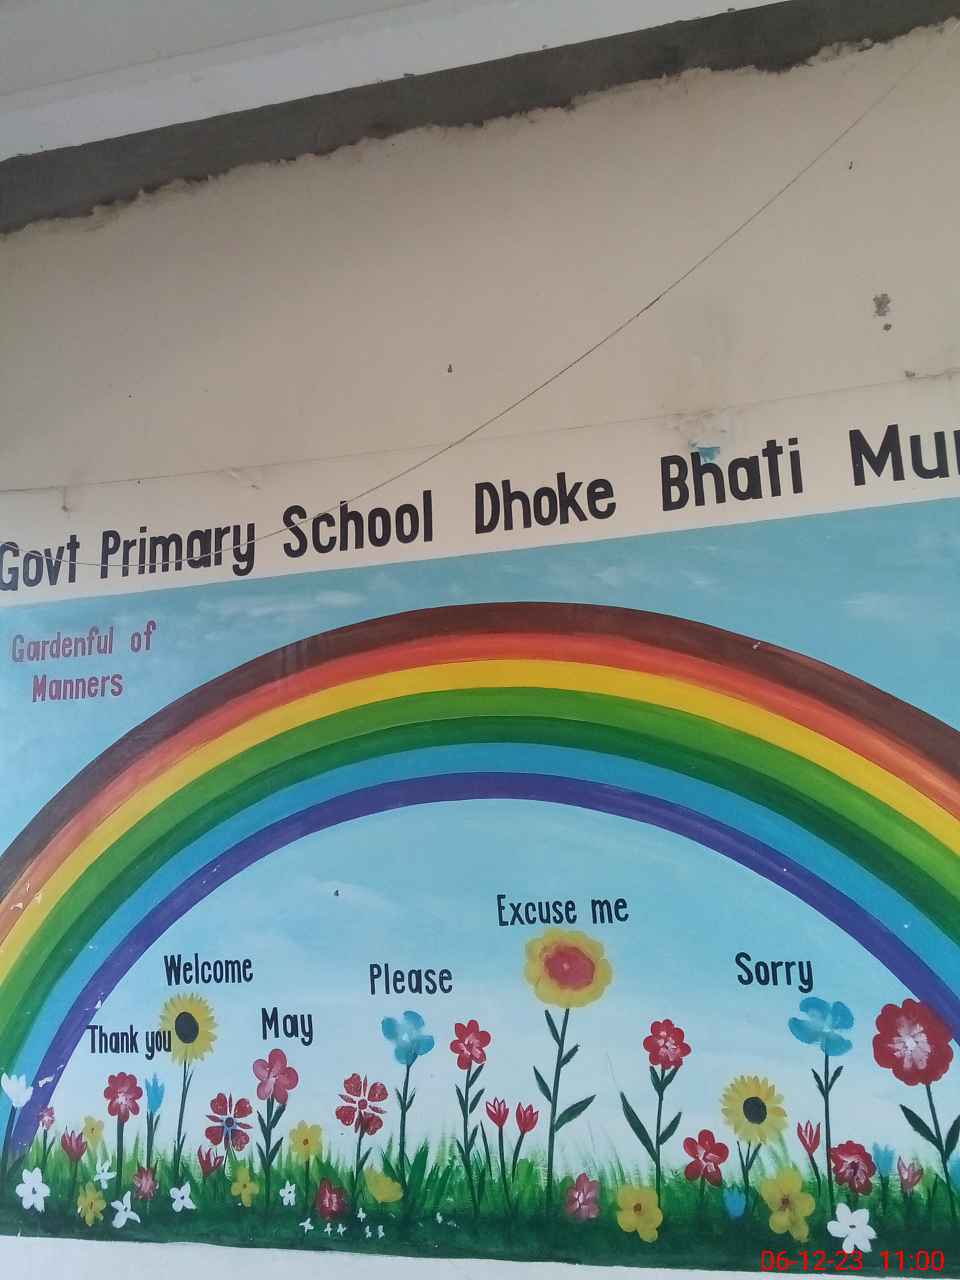 Govt Primary School Dhoke Bhati
Gardenful of
Manners
Excuse me
Welcome
Please
Sorry
Thank you
May
06-12-23 11:00